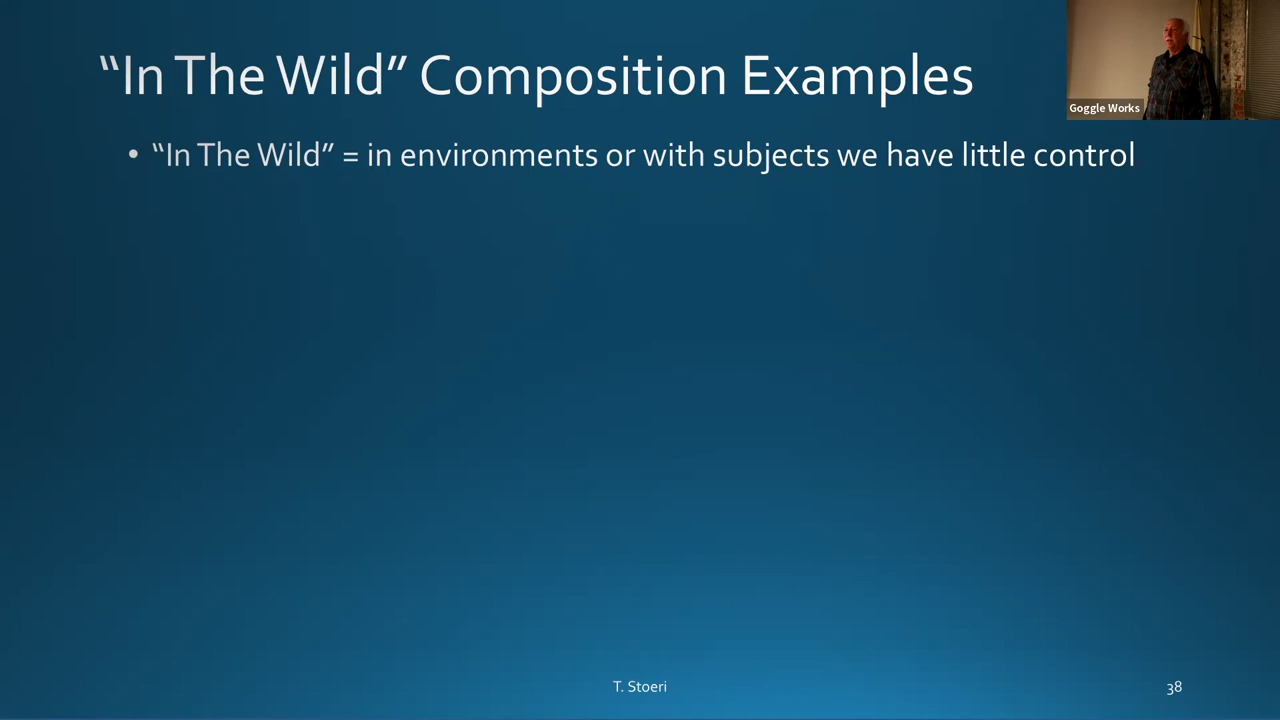 “In The Wild” Composition Examples
Goggle Works
• “In The Wild” = in environments or with subjects we have little control
T. Stoeri
38